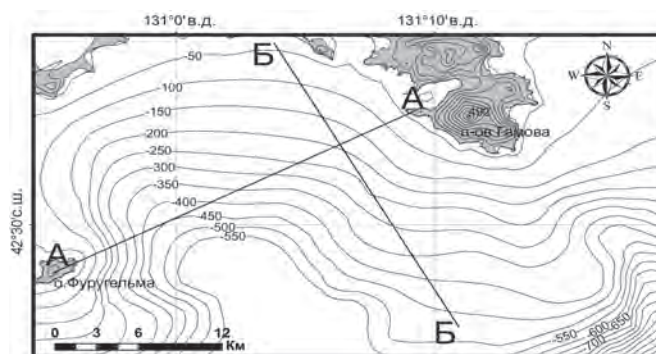 131°0'в.д.
131°10'в.д.
42°30'с.ш.
Б
А
N
W
E
S
-50
-100
-150
-200
-250
-300
-350
-400
-450
-500
-550
400
п-ов Гамова
А
о.Фуругельма
Б
-550
-600
-650
-700
0 3 6 12
Км